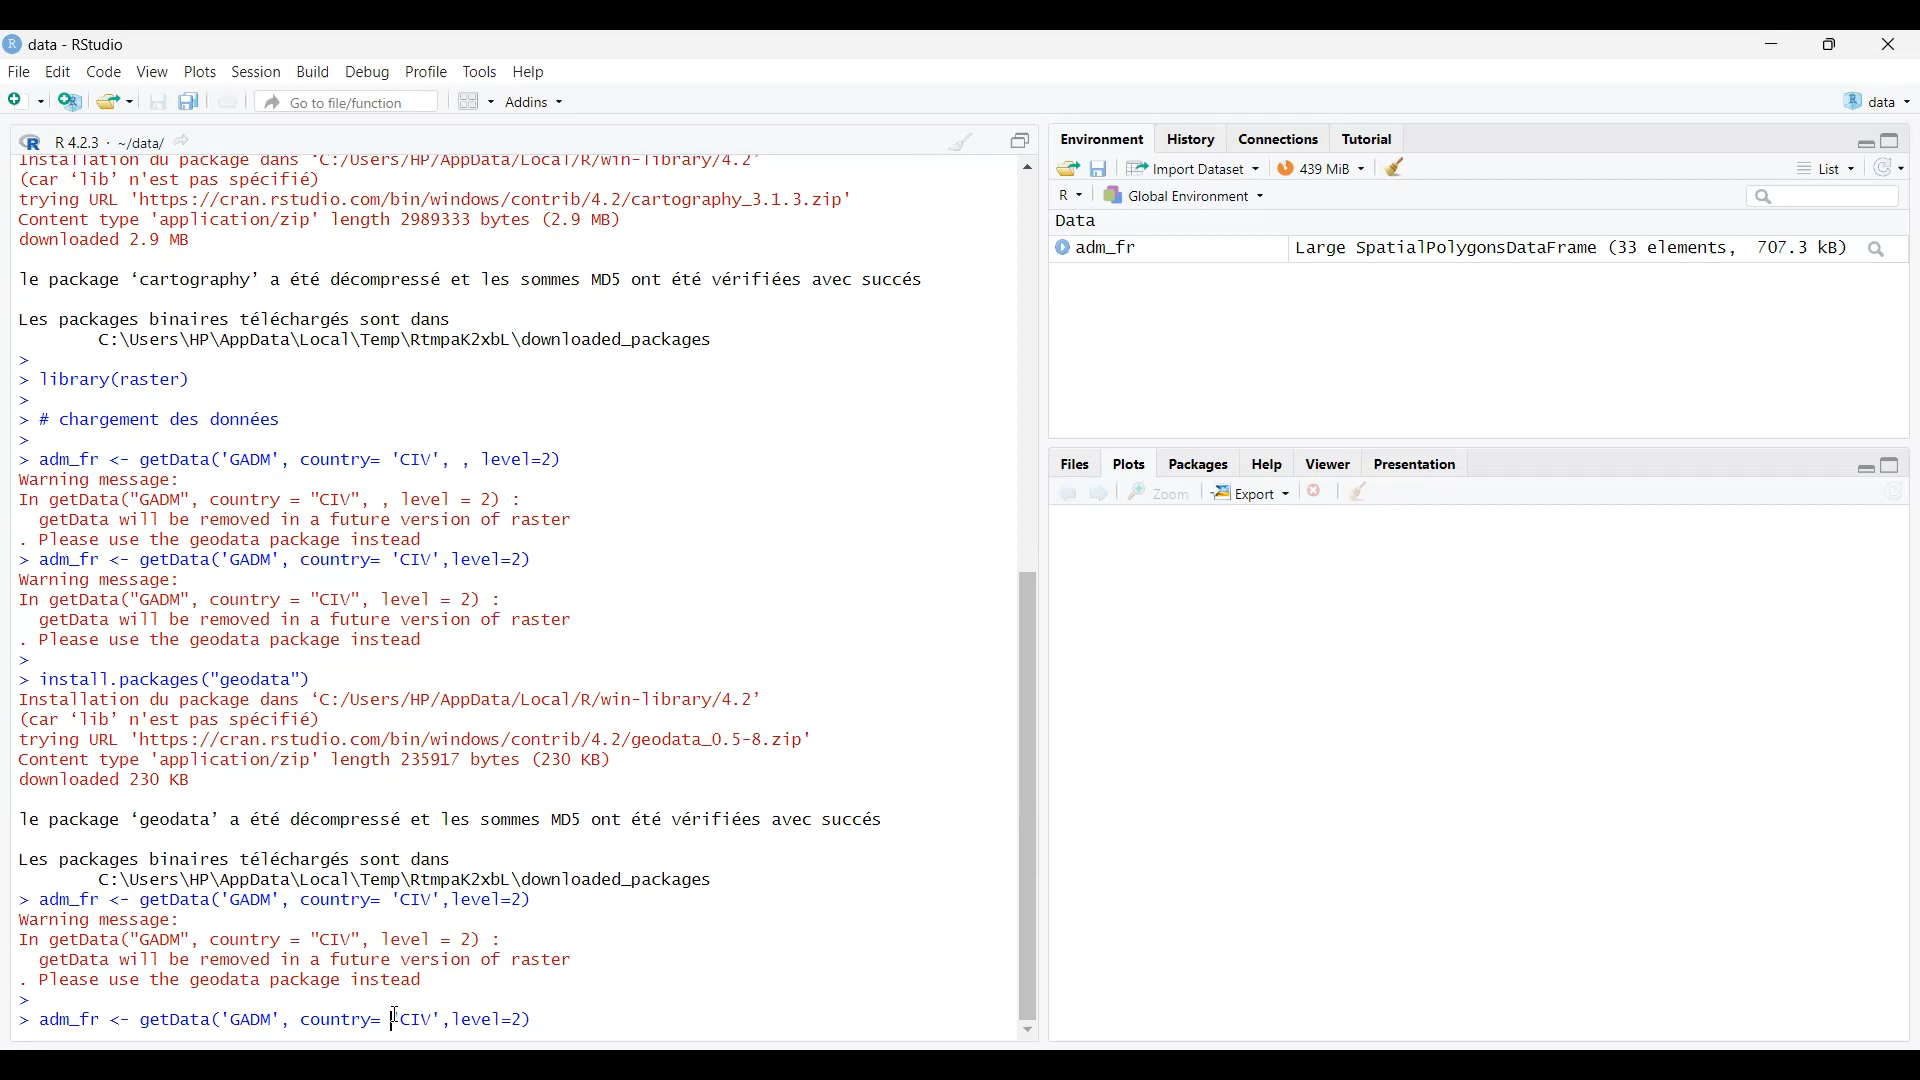 data - RStudio
File Edit Code View Plots Session Build Debug Profile Tools Help
Go to file/function Addins data
R 4.2.3 · ~/data/
Installation du package dans ‘C:/Users/HP/AppData/Local/R/win-library/4.2’
(car ‘lib’ n'est pas spécifié)
trying URL 'https://cran.rstudio.com/bin/windows/contrib/4.2/cartography_3.1.3.zip'
Content type 'application/zip' length 2989333 bytes (2.9 MB)
downloaded 2.9 MB
le package ‘cartography’ a été décompressé et les sommes MD5 ont été vérifiées avec succés
Les packages binaires téléchargés sont dans
C:\Users\HP\AppData\Local\Temp\RtmpaK2xbL\downloaded_packages
>
> library(raster)
>
> # chargement des données
>
> adm_fr <- getData('GADM', country= 'CIV', , level=2)
Warning message:
In getData("GADM", country = "CIV", , level = 2) :
getData will be removed in a future version of raster
. Please use the geodata package instead
> adm_fr <- getData('GADM', country= 'CIV',level=2)
Warning message:
In getData("GADM", country = "CIV", level = 2) :
getData will be removed in a future version of raster
. Please use the geodata package instead
>
> install.packages("geodata")
Installation du package dans ‘C:/Users/HP/AppData/Local/R/win-library/4.2’
(car ‘lib’ n'est pas spécifié)
trying URL 'https://cran.rstudio.com/bin/windows/contrib/4.2/geodata_0.5-8.zip'
Content type 'application/zip' length 235917 bytes (230 KB)
downloaded 230 KB
le package ‘geodata’ a été décompressé et les sommes MD5 ont été vérifiées avec succés
Les packages binaires téléchargés sont dans
C:\Users\HP\AppData\Local\Temp\RtmpaK2xbL\downloaded_packages
> adm_fr <- getData('GADM', country= 'CIV',level=2)
Warning message:
In getData("GADM", country = "CIV", level = 2) :
getData will be removed in a future version of raster
. Please use the geodata package instead
>
> adm_fr <- getData('GADM', country= 'CIV',level=2)
Environment History Connections Tutorial
Import Dataset 439 MiB List
R Global Environment
Data
adm_fr Large SpatialPolygonsDataFrame (33 elements, 707.3 kB)
Files Plots Packages Help Viewer Presentation
Zoom Export